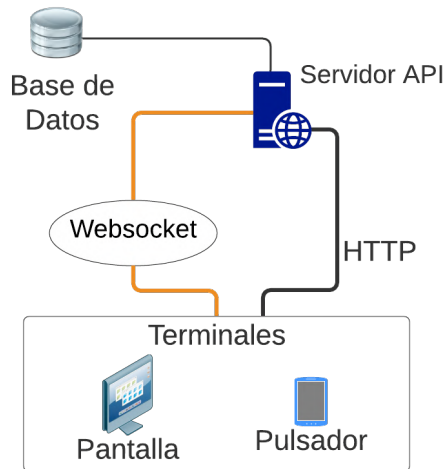 Servidor API
Base de
Datos
Websocket
HTTP
Terminales
Pantalla
Pulsador